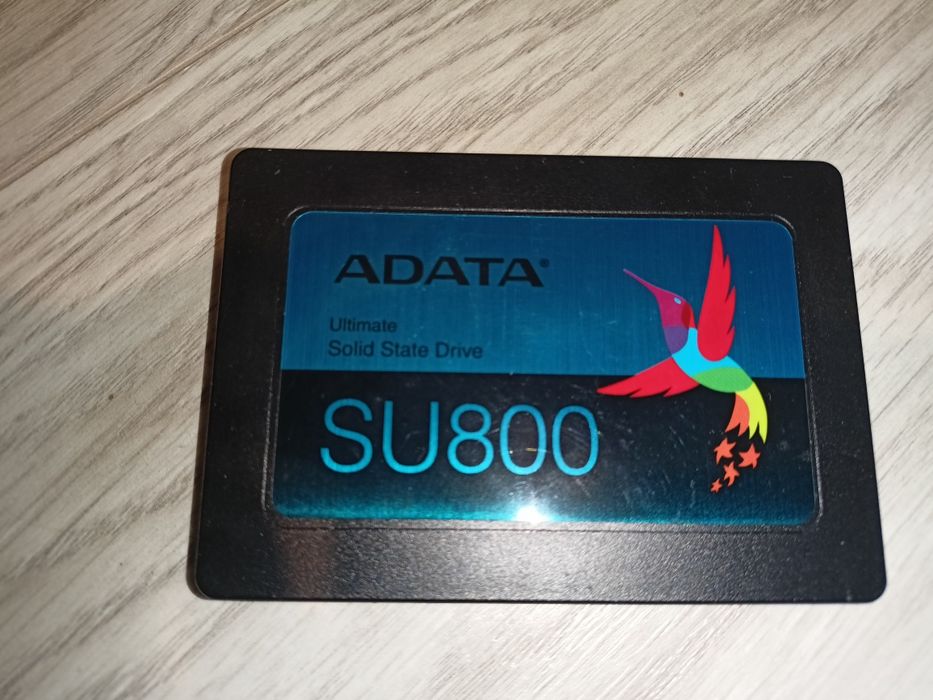 ADATA®
Ultimate
Solid State Drive
SU800